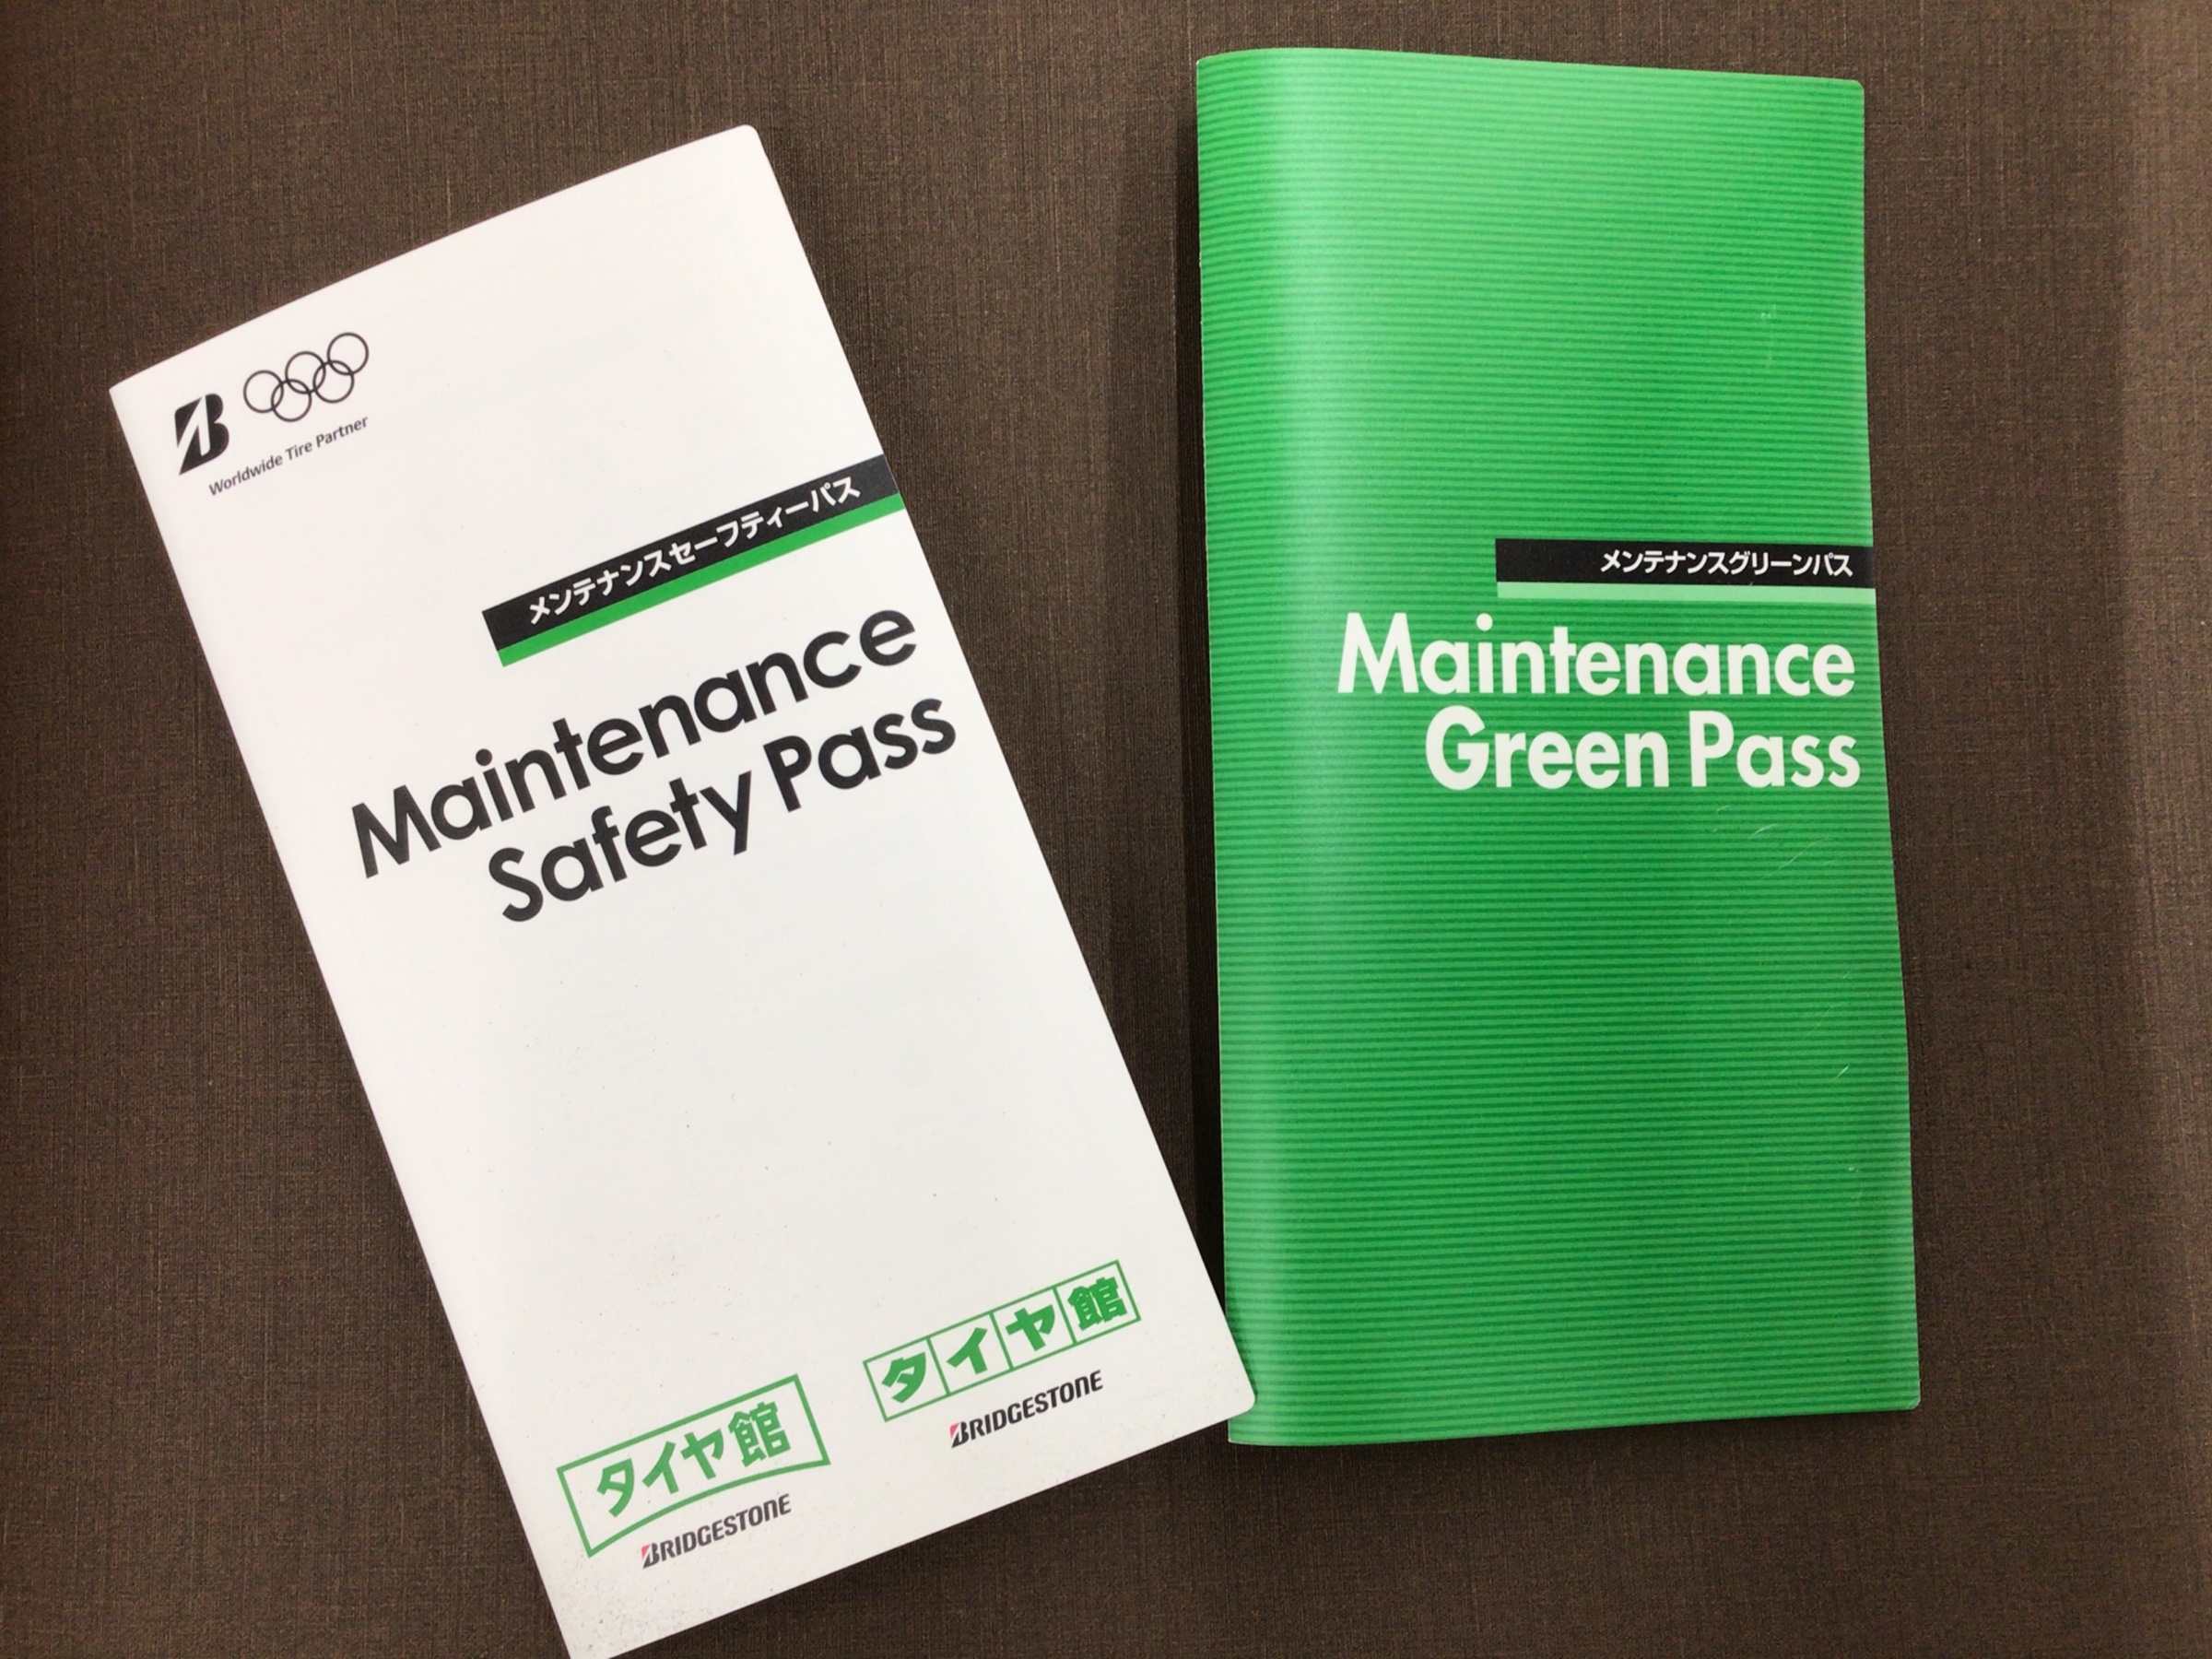 Worldwide Tire Partner
メンテナンスセーフティーパス
Maintenance
Safety Pass
タイヤ館
BRIDGESTONE
タイヤ館
BRIDGESTONE
メンテナンスグリーンパス
Maintenance
Green Pass